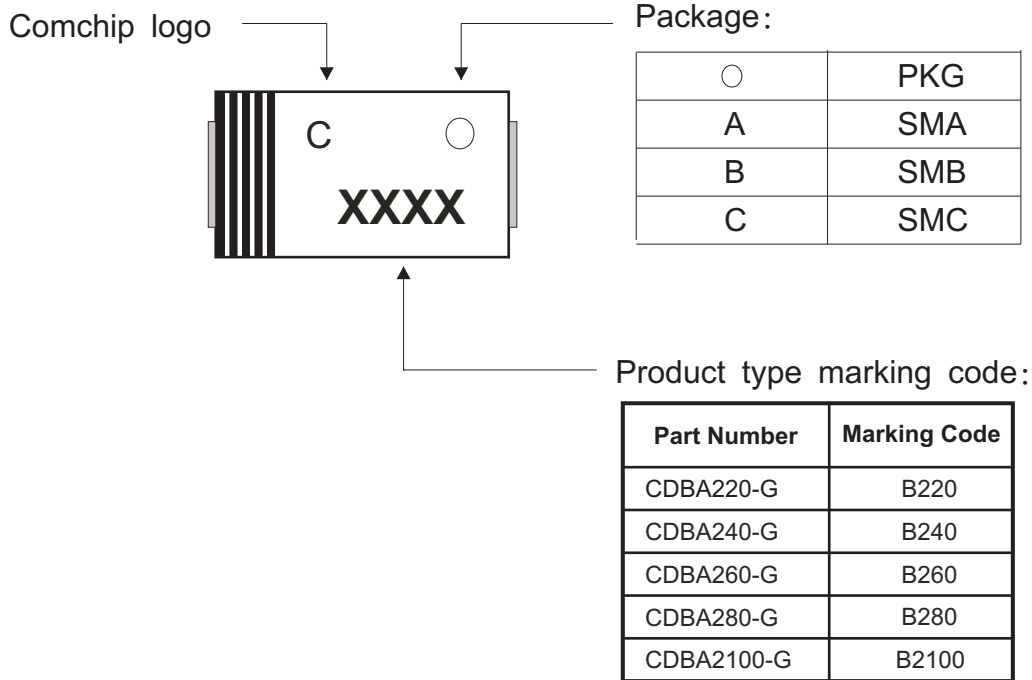 Comchip logo
Package:
○ PKG
A SMA
B SMB
C SMC
C ○
XXXX
Product type marking code:
Part Number Marking Code
CDBA220-G B220
CDBA240-G B240
CDBA260-G B260
CDBA280-G B280
CDBA2100-G B2100